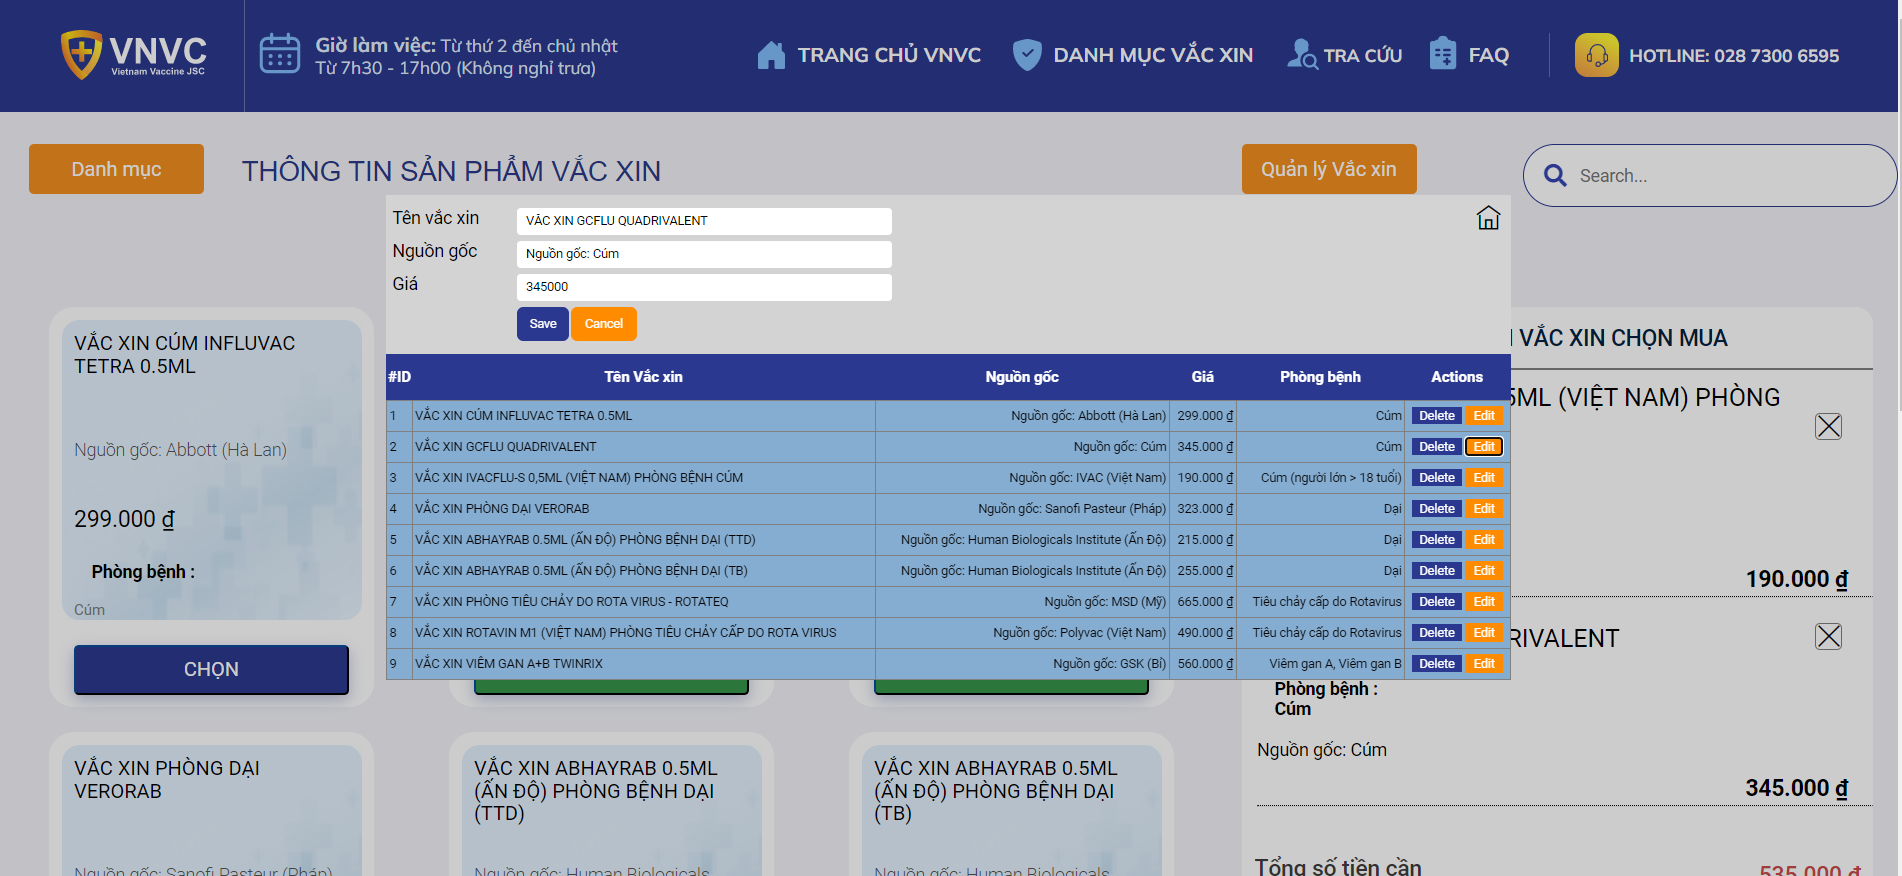 VNVC
Vietnam Vaccine JSC
Giờ làm việc: Từ thứ 2 đến chủ nhật
Từ 7h30 - 17h00 (Không nghỉ trưa)
TRANG CHỦ VNVC
DANH MỤC VẮC XIN
TRA CỨU
FAQ
HOTLINE: 028 7300 6595
Danh mục
THÔNG TIN SẢN PHẨM VẮC XIN
Quản lý Vắc xin
Search...
Tên vắc xin
VẮC XIN GCFLU QUADRIVALENT
Nguồn gốc
Nguồn gốc: Cúm
Giá
345000
Save Cancel
#ID Tên Vắc xin Nguồn gốc Giá Phòng bệnh Actions
1 VẮC XIN CÚM INFLUVAC TETRA 0.5ML Nguồn gốc: Abbott (Hà Lan) 299.000 ₫ Cúm Delete Edit
2 VẮC XIN GCFLU QUADRIVALENT Nguồn gốc: Cúm 345.000 ₫ Cúm Delete Edit
3 VẮC XIN IVACFLU-S 0,5ML (VIỆT NAM) PHÒNG BỆNH CÚM Nguồn gốc: IVAC (Việt Nam) 190.000 ₫ Cúm (người lớn > 18 tuổi) Delete Edit
4 VẮC XIN PHÒNG DẠI VERORAB Nguồn gốc: Sanofi Pasteur (Pháp) 323.000 ₫ Dại Delete Edit
5 VẮC XIN ABHAYRAB 0.5ML (ẤN ĐỘ) PHÒNG BỆNH DẠI (TTD) Nguồn gốc: Human Biologicals Institute (Ấn Độ) 215.000 ₫ Dại Delete Edit
6 VẮC XIN ABHAYRAB 0.5ML (ẤN ĐỘ) PHÒNG BỆNH DẠI (TB) Nguồn gốc: Human Biologicals Institute (Ấn Độ) 255.000 ₫ Dại Delete Edit
7 VẮC XIN PHÒNG TIÊU CHẢY DO ROTA VIRUS - ROTATEQ Nguồn gốc: MSD (Mỹ) 665.000 ₫ Tiêu chảy cấp do Rotavirus Delete Edit
8 VẮC XIN ROTAVIN M1 (VIỆT NAM) PHÒNG TIÊU CHẢY CẤP DO ROTA VIRUS Nguồn gốc: Polyvac (Việt Nam) 490.000 ₫ Tiêu chảy cấp do Rotavirus Delete Edit
9 VẮC XIN VIÊM GAN A+B TWINRIX Nguồn gốc: GSK (Bỉ) 560.000 ₫ Viêm gan A, Viêm gan B Delete Edit
VẮC XIN CÚM INFLUVAC
TETRA 0.5ML
Nguồn gốc: Abbott (Hà Lan)
299.000 ₫
Phòng bệnh :
Cúm
CHỌN
VẮC XIN CHỌN MUA
5ML (VIỆT NAM) PHÒNG
190.000 ₫
RIVALENT
Phòng bệnh :
Cúm
Nguồn gốc: Cúm
345.000 ₫
Tổng số tiền cần
535.000 ₫
VẮC XIN PHÒNG DẠI
VERORAB
Nguồn gốc: Sanofi Pasteur (Pháp)
VẮC XIN ABHAYRAB 0.5ML
(ẤN ĐỘ) PHÒNG BỆNH DẠI
(TTD)
Nguồn gốc: Human Biologicals
VẮC XIN ABHAYRAB 0.5ML
(ẤN ĐỘ) PHÒNG BỆNH DẠI
(TB)
Nguồn gốc: Human Biologicals